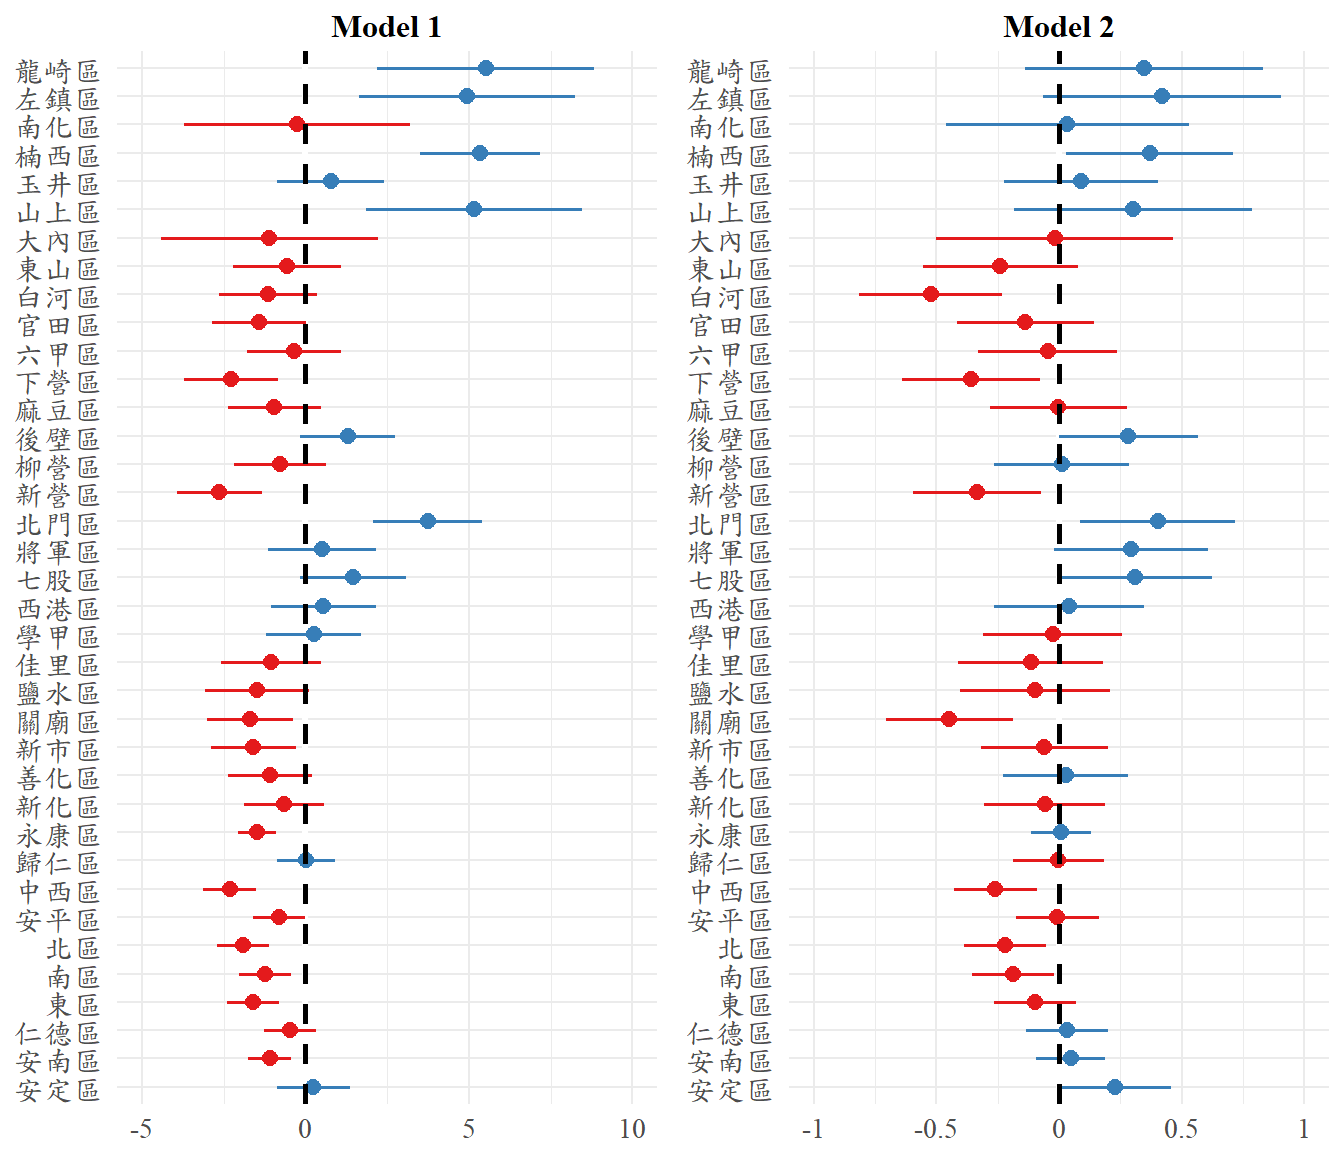 Model 1
龍崎區
左鎮區
南化區
楠西區
玉井區
山上區
大內區
東山區
白河區
官田區
六甲區
下營區
麻豆區
後壁區
柳營區
新營區
北門區
將軍區
七股區
西港區
學甲區
佳里區
鹽水區
關廟區
新市區
善化區
新化區
永康區
歸仁區
中西區
安平區
北區
南區
東區
仁德區
安南區
安定區
-5 0 5 10
Model 2
龍崎區
左鎮區
南化區
楠西區
玉井區
山上區
大內區
東山區
白河區
官田區
六甲區
下營區
麻豆區
後壁區
柳營區
新營區
北門區
將軍區
七股區
西港區
學甲區
佳里區
鹽水區
關廟區
新市區
善化區
新化區
永康區
歸仁區
中西區
安平區
北區
南區
東區
仁德區
安南區
安定區
-1 -0.5 0 0.5 1